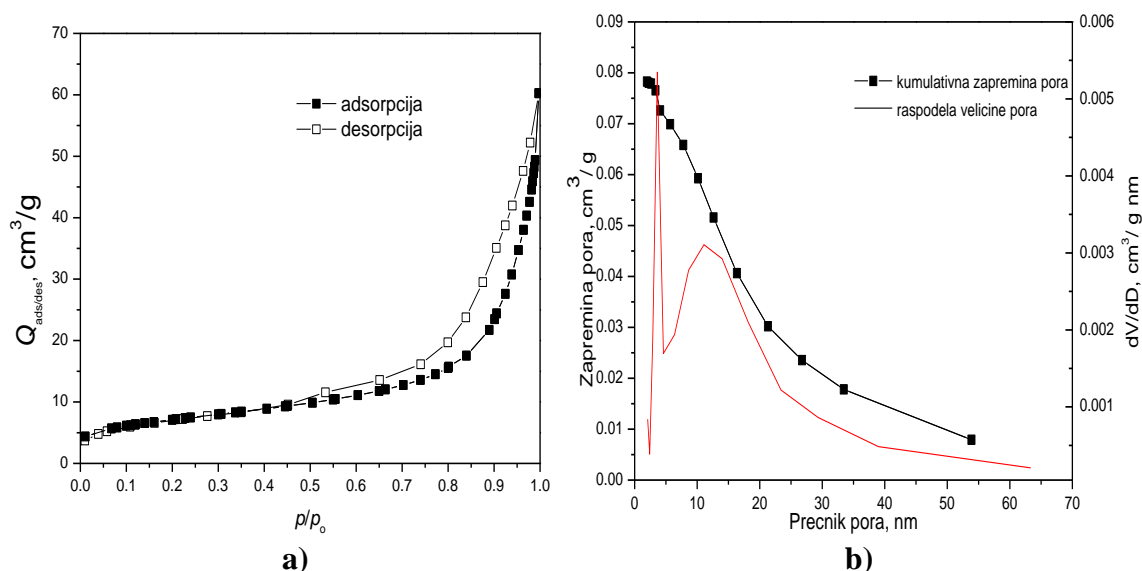 70
60
50
40
30
20
10
0
Q_ads/des, cm³/g
adsorpcija
desorpcija
0.0 0.1 0.2 0.3 0.4 0.5 0.6 0.7 0.8 0.9 1.0
p/p_o
a)
0.09
0.08
0.07
0.06
0.05
0.04
0.03
0.02
0.01
0.00
Zapremina pora, cm³/ g
kumulativna zapremina pora
raspodela velicine pora
0.006
0.005
0.004
0.003
0.002
0.001
dV/dD, cm³/ g nm
0 10 20 30 40 50 60 70
Precnik pora, nm
b)